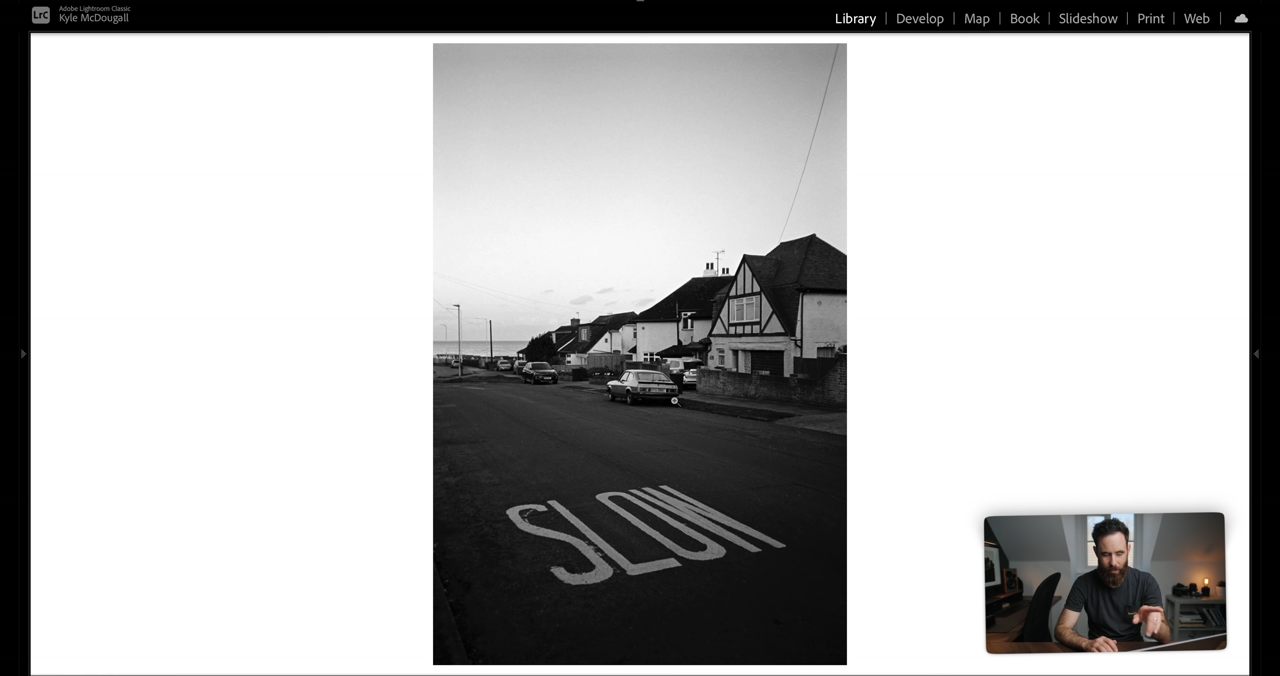 LrC
Adobe Lightroom Classic
Kyle McDougall
Library | Develop | Map | Book | Slideshow | Print | Web |
SLOW